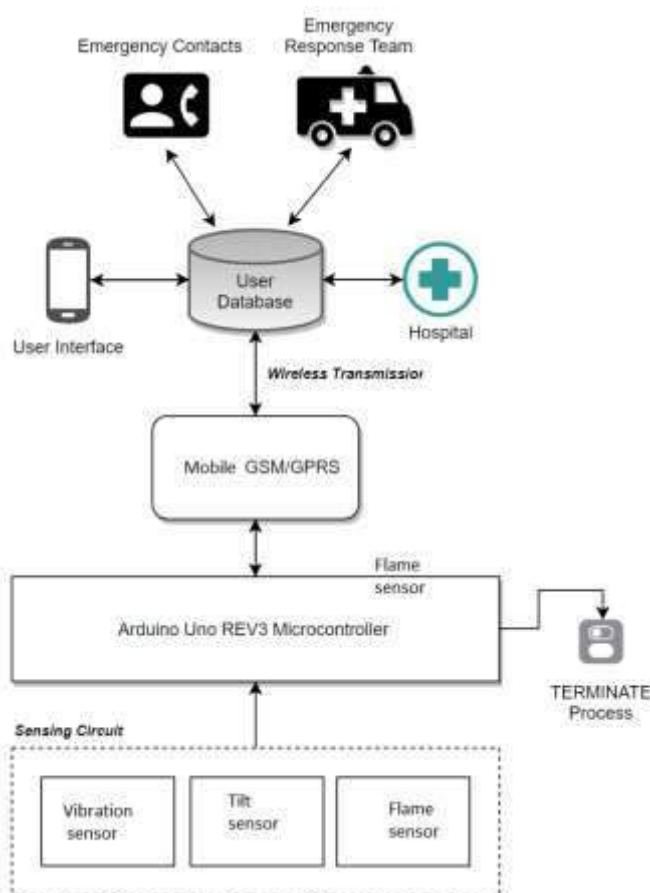 Emergency Contacts
Emergency
Response Team
User
Database
User Interface
Hospital
Wireless Transmission
Mobile GSM/GPRS
Flame
sensor
Arduino Uno REV3 Microcontroller
TERMINATE
Process
Sensing Circuit
Vibration
sensor
Tilt
sensor
Flame
sensor